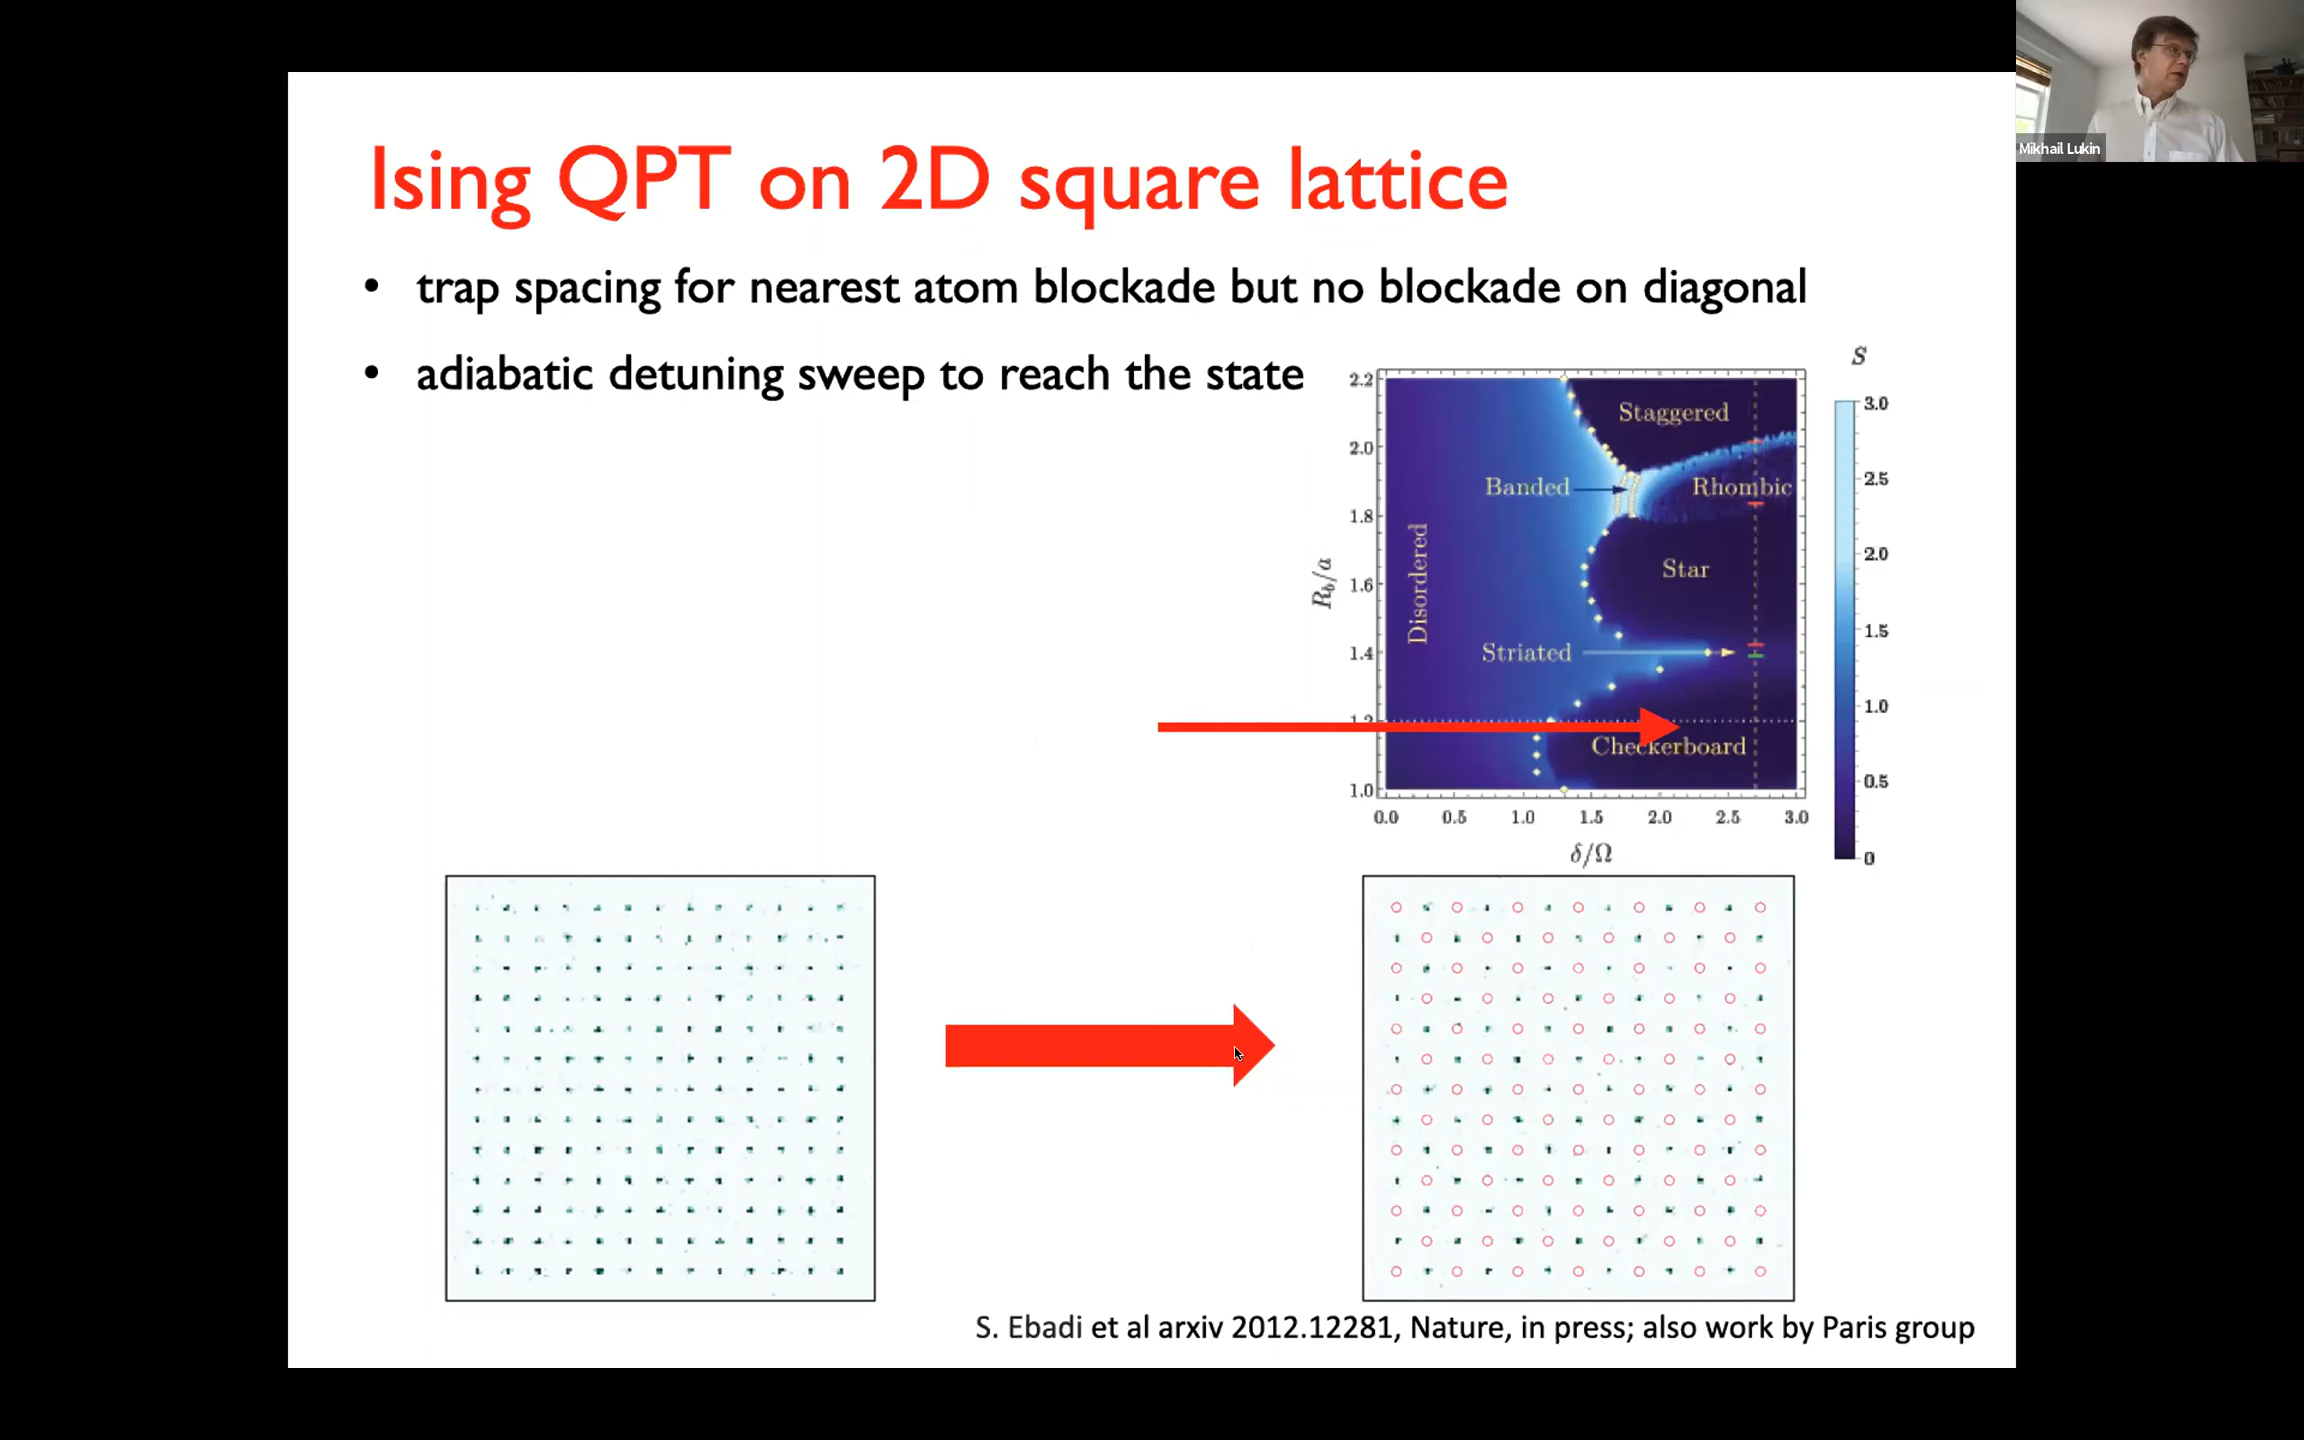 Mikhail Lukin
Ising QPT on 2D square lattice
• trap spacing for nearest atom blockade but no blockade on diagonal
• adiabatic detuning sweep to reach the state
S
2.2
2.0
1.8
1.6
1.4
1.2
1.0
R_b/a
Staggered
Banded
Rhombic
Disordered
Star
Striated
Checkerboard
0.0 0.5 1.0 1.5 2.0 2.5 3.0
δ/Ω
3.0
2.5
2.0
1.5
1.0
0.5
0
S. Ebadi et al arxiv 2012.12281, Nature, in press; also work by Paris group